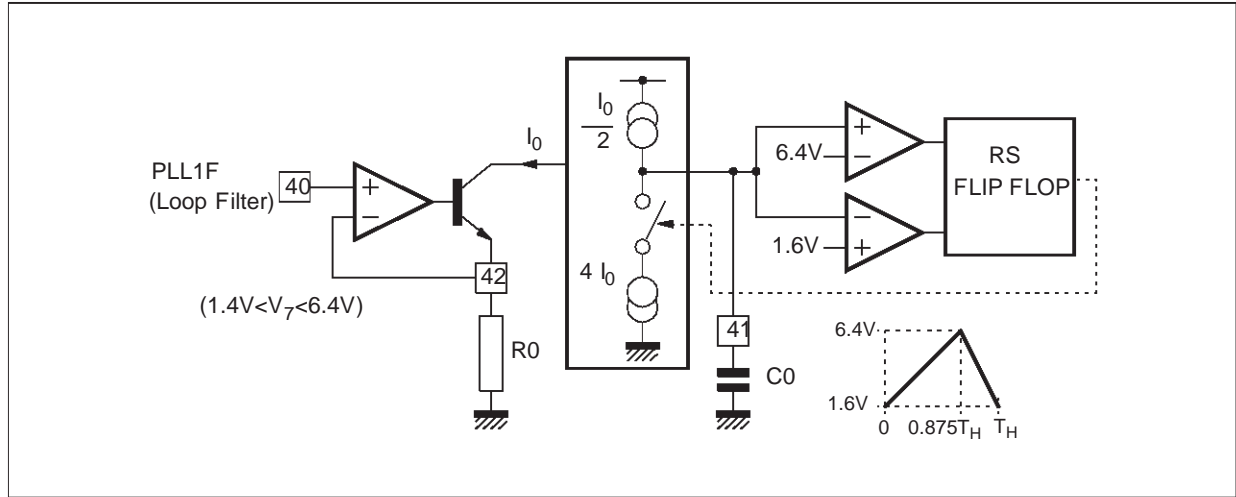 PLL1F
(Loop Filter)
40
+
−
(1.4V<V7<6.4V)
I0
42
R0
I0
2
4 I0
41
C0
+
6.4V
−
−
1.6V
+
RS
FLIP FLOP
6.4V
1.6V
0
0.875TH
TH